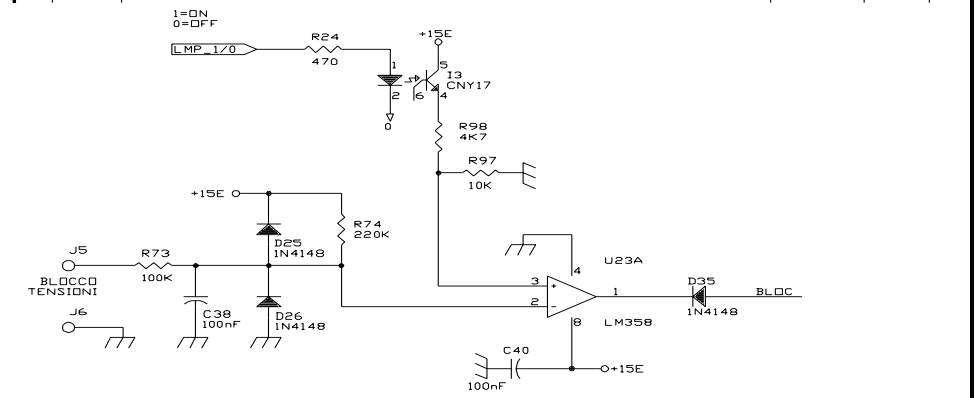 1=ON
0=OFF
LMP_1/0
R24
470
+15E
1
2
0
5
6
4
I3
CNY17
R98
4K7
R97
10K
+15E
R74
220K
D25
1N4148
J5
R73
100K
BLOCCO
TENSIONI
J6
C38
100nF
D26
1N4148
4
U23A
3
+
2
-
1
8
LM358
D35
1N4148
BLOC
C40
100nF
+15E